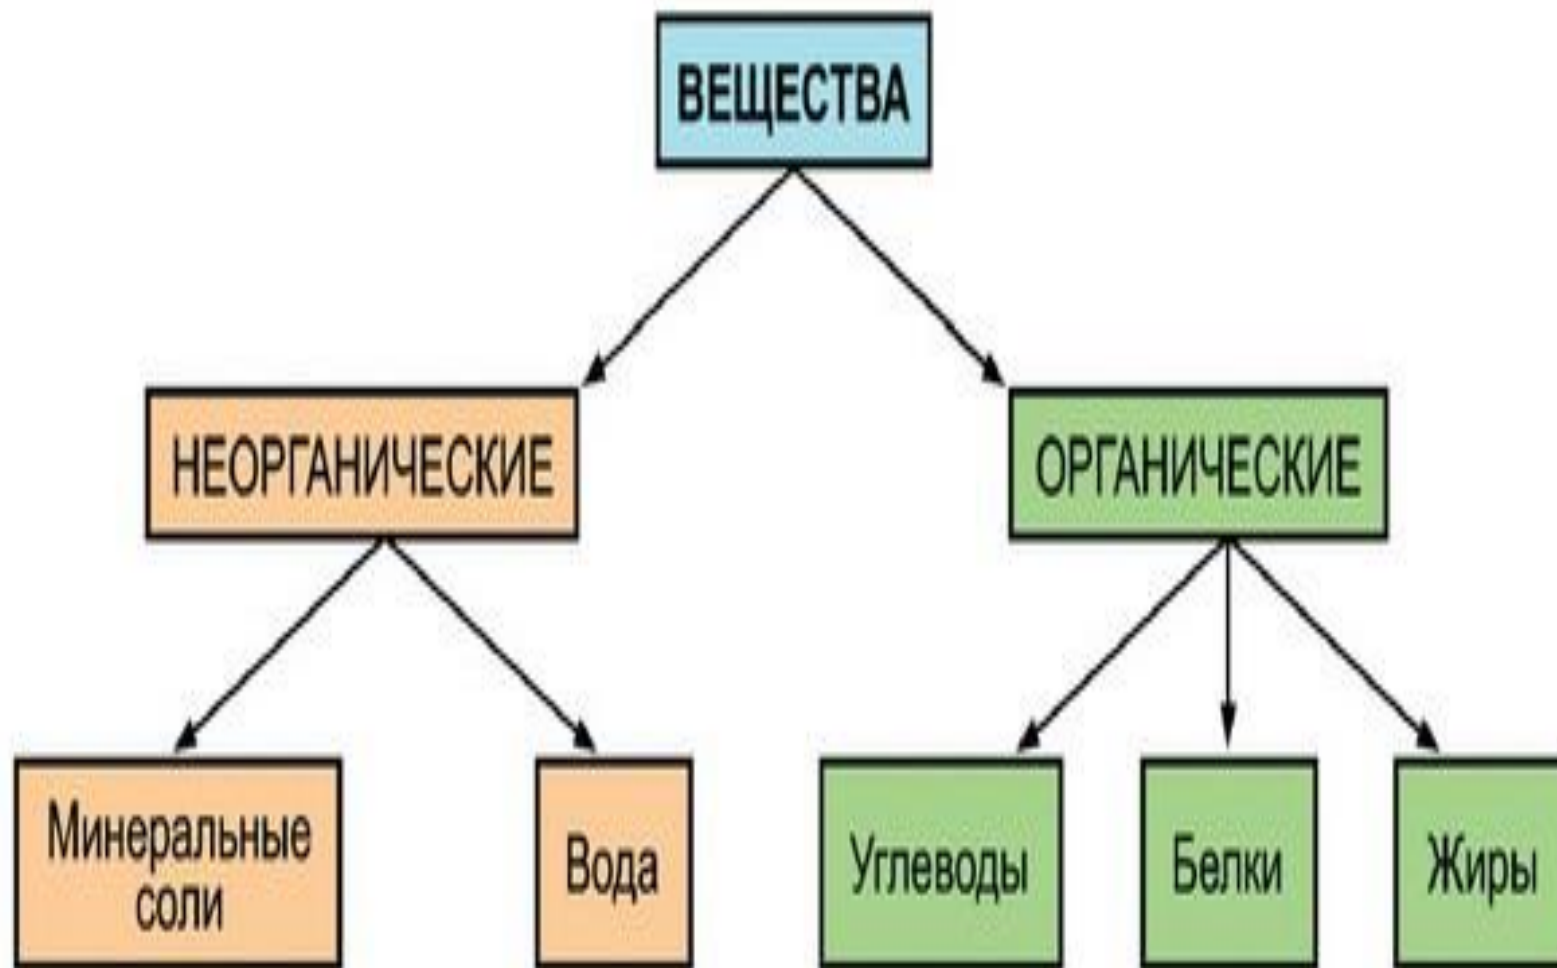 ВЕЩЕСТВА
НЕОРГАНИЧЕСКИЕ
ОРГАНИЧЕСКИЕ
Минеральные
соли
Вода
Углеводы
Белки
Жиры